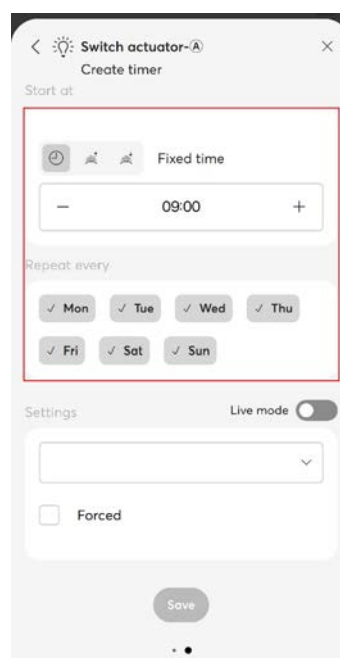 Switch actuator-Ⓐ
Create timer
Start at
Fixed time
09:00
Repeat every
Mon Tue Wed Thu
Fri Sat Sun
Settings Live mode
Forced
Save